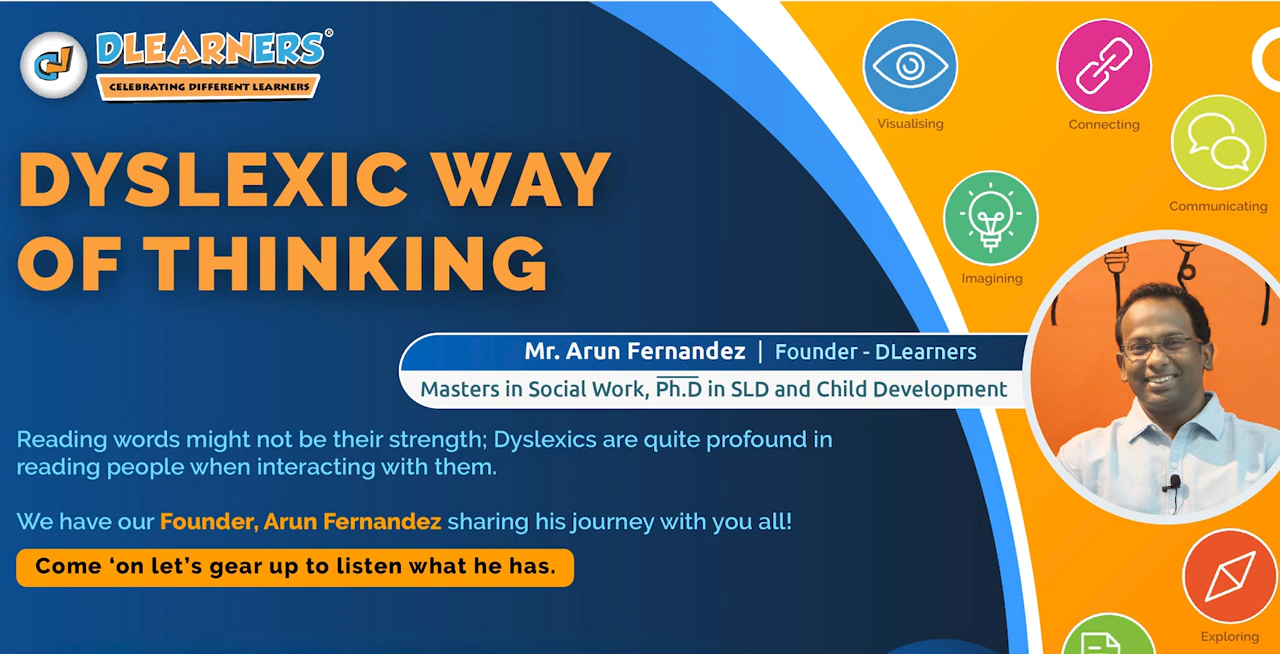 DLEARNERS®
CELEBRATING DIFFERENT LEARNERS
DYSLEXIC WAY
OF THINKING
Visualising
Connecting
Communicating
Imagining
Mr. Arun Fernandez | Founder - DLearners
Masters in Social Work, Ph.D in SLD and Child Development
Reading words might not be their strength; Dyslexics are quite profound in
reading people when interacting with them.
We have our Founder, Arun Fernandez sharing his journey with you all!
Come ‘on let’s gear up to listen what he has.
Exploring